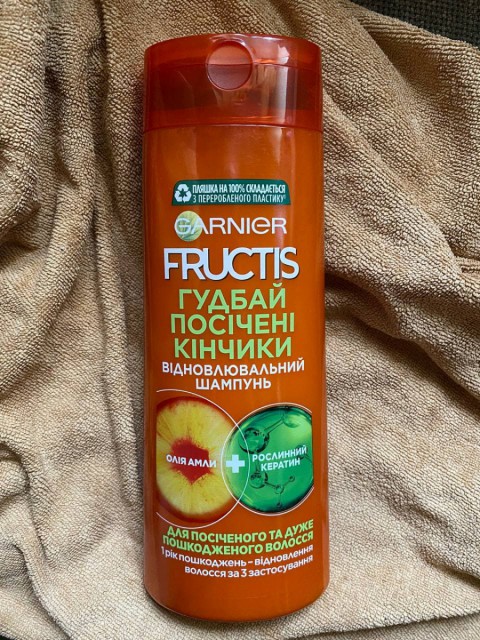 ПЛЯШКА НА 100% СКЛАДАЄТЬСЯ
З ПЕРЕРОБЛЕНОГО ПЛАСТИКУ¹
GARNIER
FRUCTIS
ГУДБАЙ
ПОСІЧЕНІ
КІНЧИКИ
ВІДНОВЛЮВАЛЬНИЙ
ШАМПУНЬ
ОЛІЯ АМЛИ + РОСЛИННИЙ
КЕРАТИН
ДЛЯ ПОСІЧЕНОГО ТА ДУЖЕ
ПОШКОДЖЕНОГО ВОЛОССЯ
1 рік пошкоджень – відновлення
волосся за 3 застосування